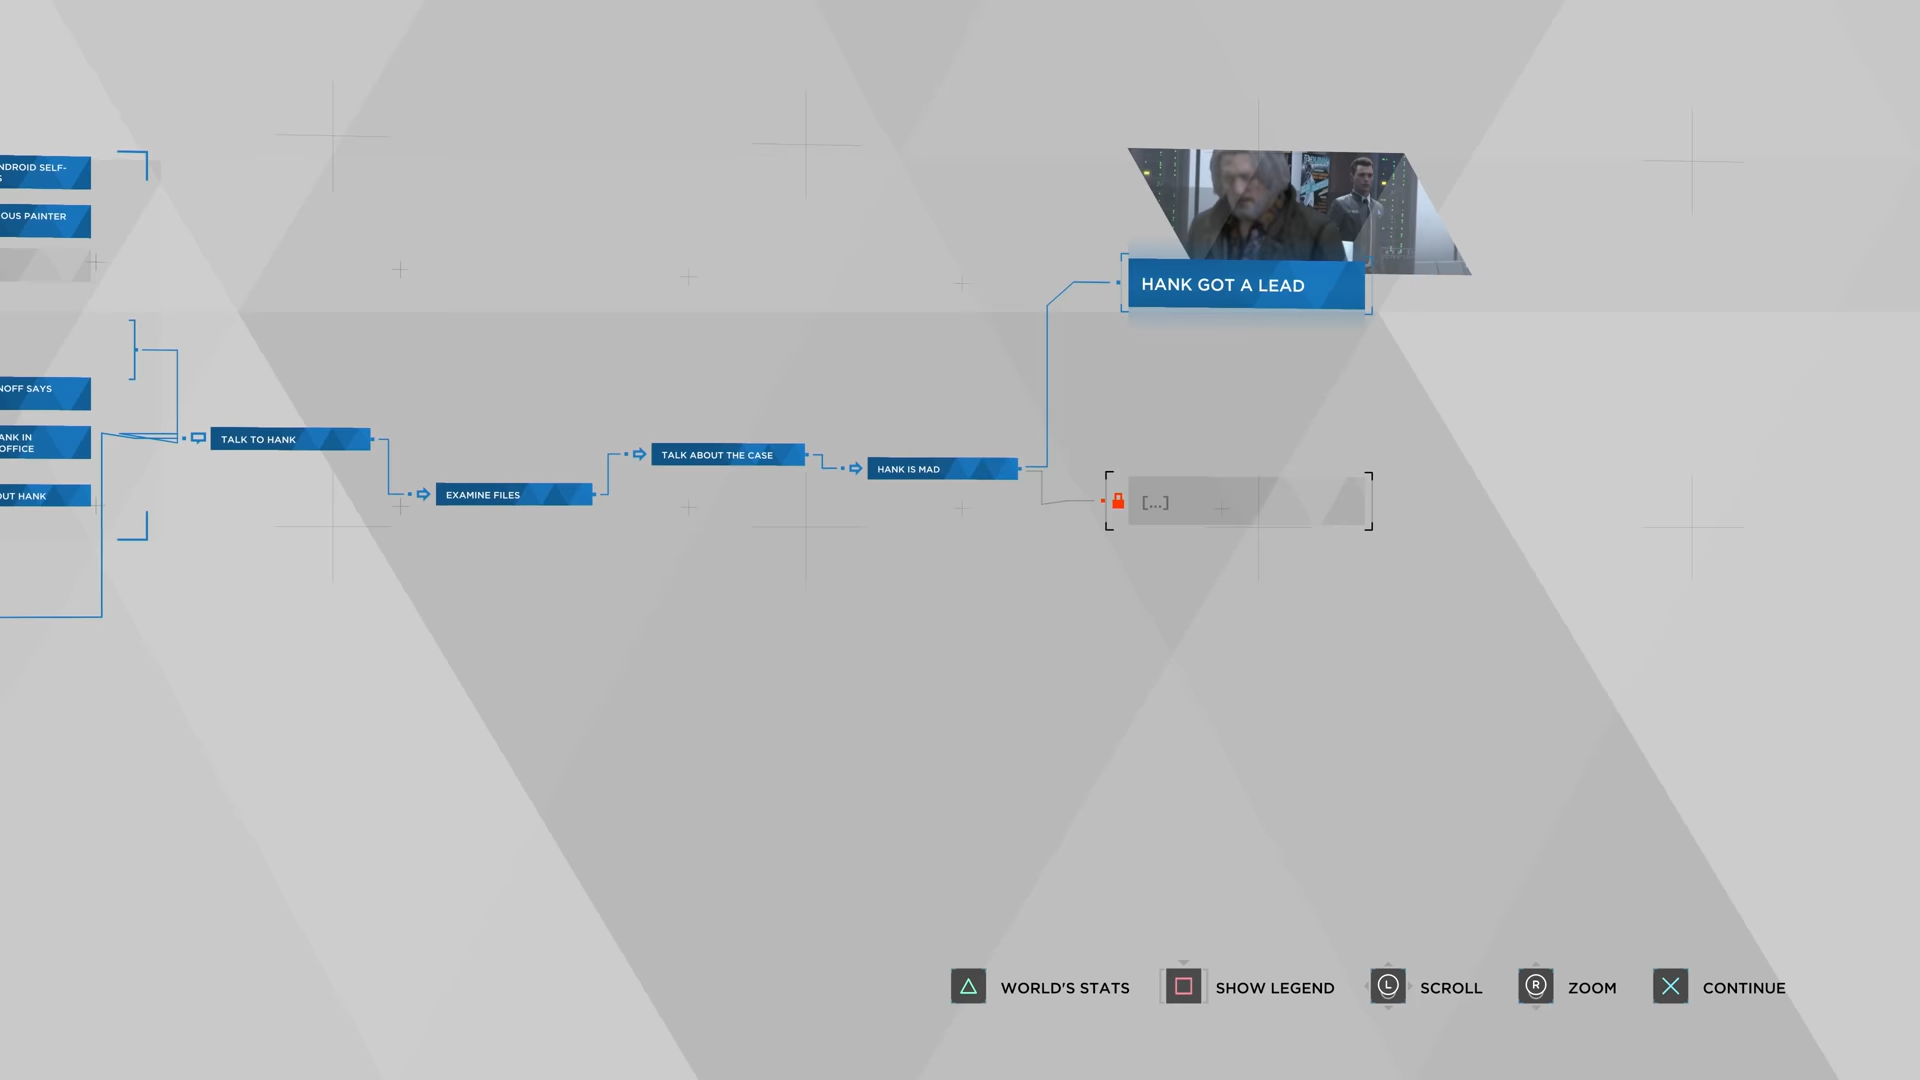 NDROID SELF-
S
OUS PAINTER
NOFF SAYS
ANK IN
OFFICE
OUT HANK
TALK TO HANK
EXAMINE FILES
TALK ABOUT THE CASE
HANK IS MAD
HANK GOT A LEAD
[...]
WORLD'S STATS
SHOW LEGEND
L
SCROLL
R
ZOOM
CONTINUE